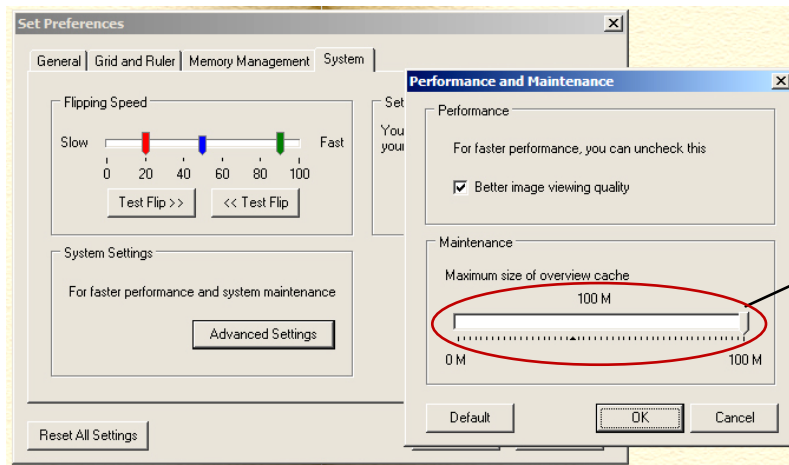 Set Preferences
General
Grid and Ruler
Memory Management
System
Flipping Speed
Slow
Fast
0 20 40 60 80 100
Test Flip >>
<< Test Flip
System Settings
For faster performance and system maintenance
Advanced Settings
Reset All Settings
Set
You
your
Performance and Maintenance
Performance
For faster performance, you can uncheck this
Better image viewing quality
Maintenance
Maximum size of overview cache
100 M
0 M
100 M
Default
OK
Cancel